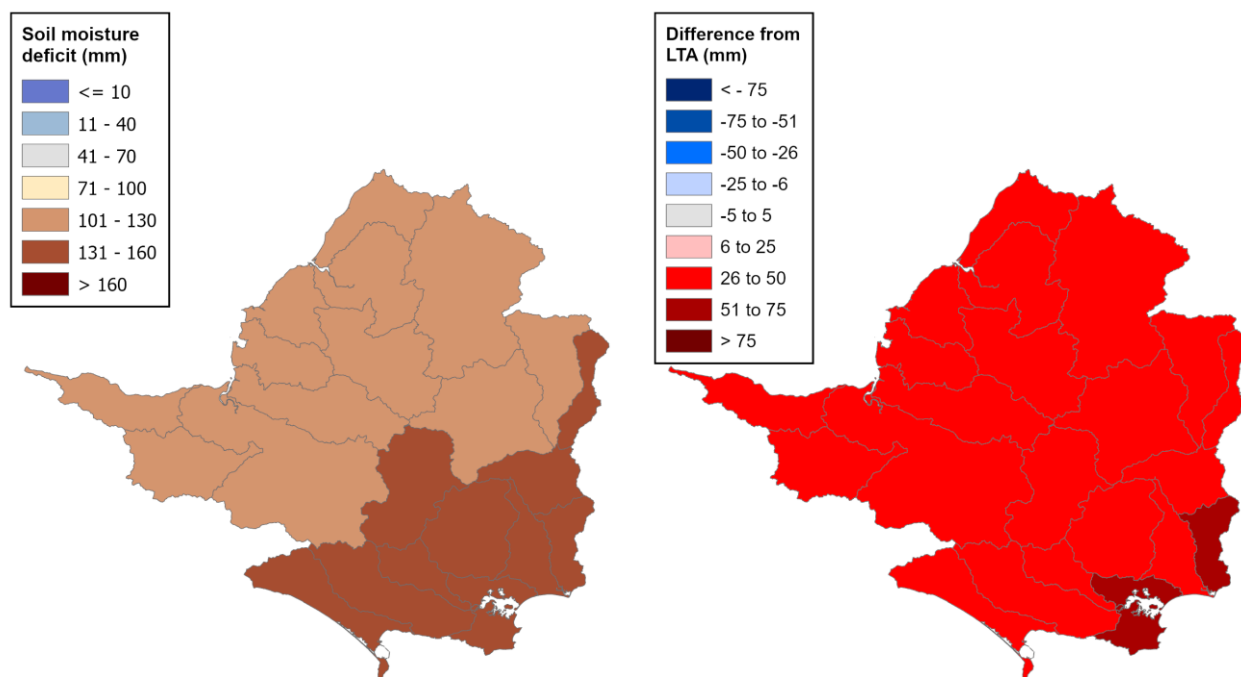 Soil moisture
deficit (mm)
<= 10
11 - 40
41 - 70
71 - 100
101 - 130
131 - 160
> 160
Difference from
LTA (mm)
< - 75
-75 to -51
-50 to -26
-25 to -6
-5 to 5
6 to 25
26 to 50
51 to 75
> 75